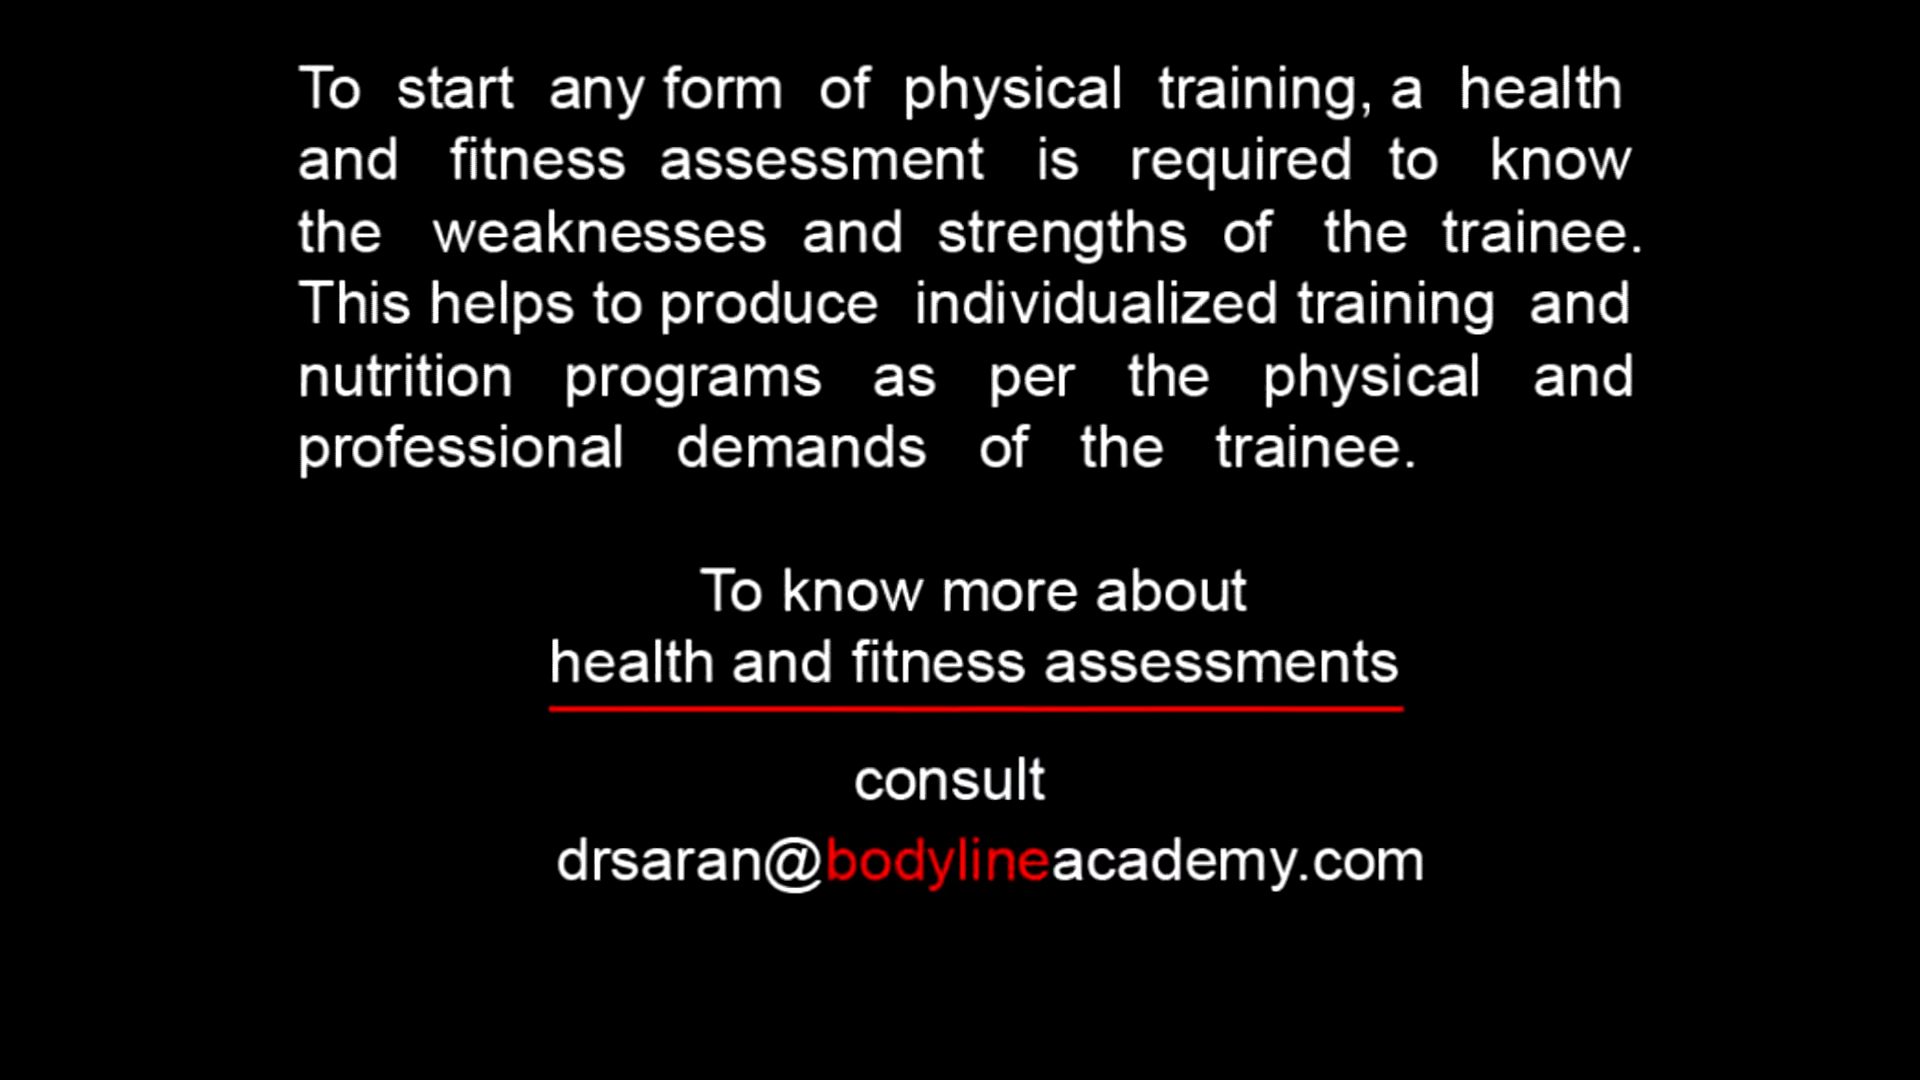 To start any form of physical training, a health
and fitness assessment is required to know
the weaknesses and strengths of the trainee.
This helps to produce individualized training and
nutrition programs as per the physical and
professional demands of the trainee.
To know more about
health and fitness assessments
consult
drsaran@bodylineacademy.com